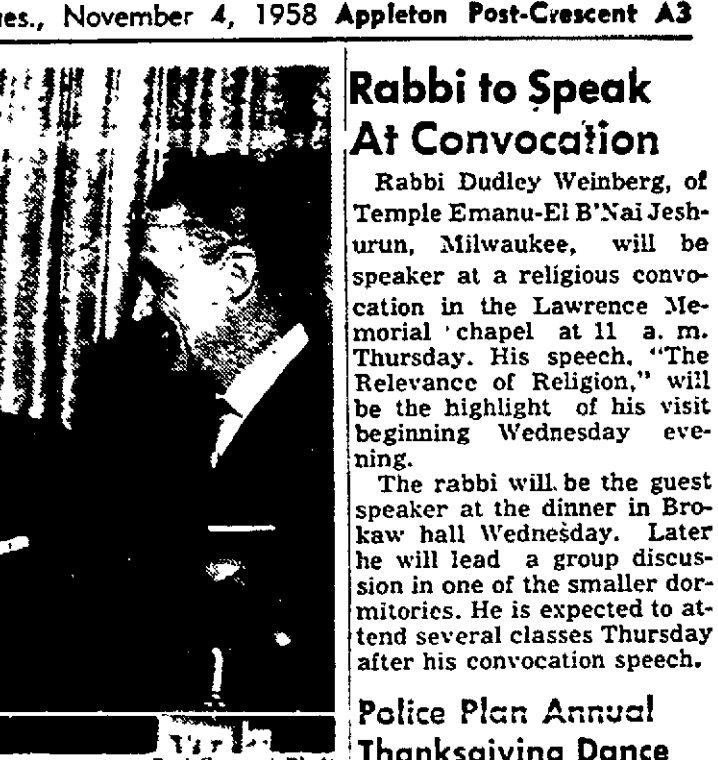 ues., November 4, 1958 Appleton Post-Crescent A3
Rabbi to Speak
At Convocation
Rabbi Dudley Weinberg, of
Temple Emanu-El B'Nai Jesh-
urun, Milwaukee, will be
speaker at a religious convo-
cation in the Lawrence Me-
morial chapel at 11 a. m.
Thursday. His speech, "The
Relevance of Religion," will
be the highlight of his visit
beginning Wednesday eve-
ning.
The rabbi will be the guest
speaker at the dinner in Bro-
kaw hall Wednesday. Later
he will lead a group discus-
sion in one of the smaller dor-
mitories. He is expected to at-
tend several classes Thursday
after his convocation speech.
Police Plan Annual
Thanksgiving Dance